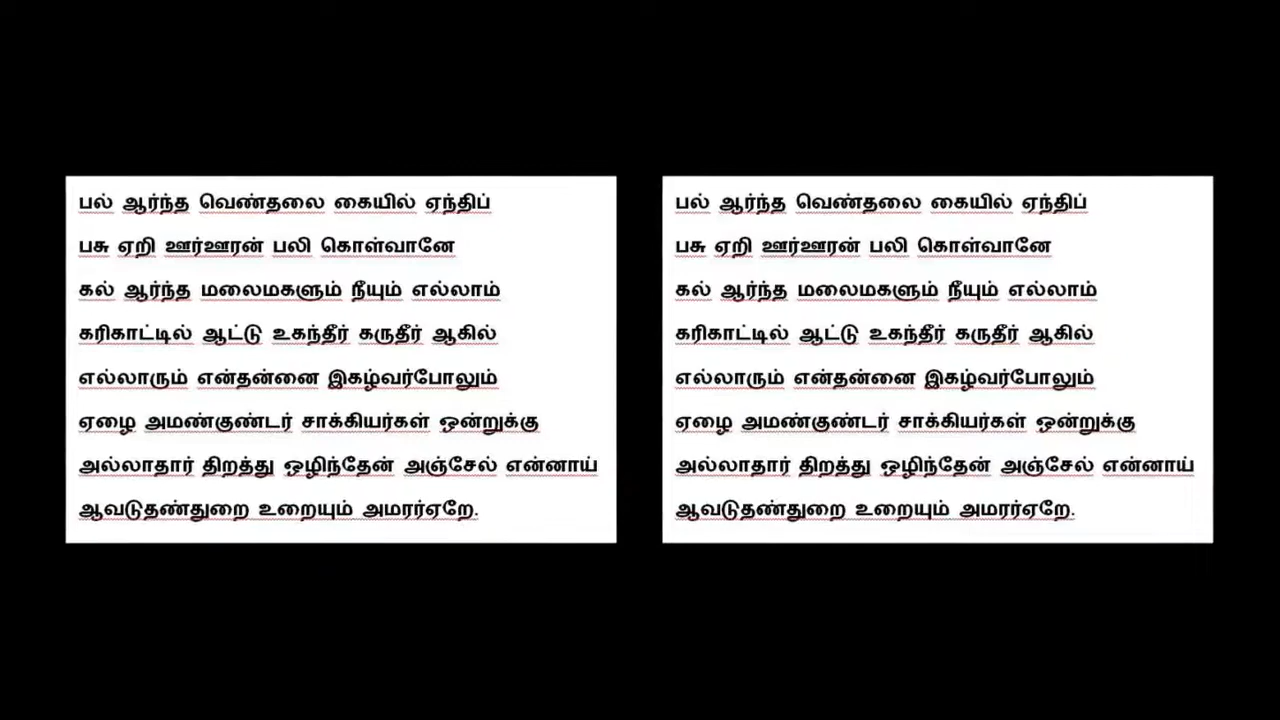 பல் ஆர்ந்த வெண்தலை கையில் ஏந்திப்
பசு ஏறி ஊர்ஊரன் பலி கொள்வானே
கல் ஆர்ந்த மலைமகளும் நீயும் எல்லாம்
கரிகாட்டில் ஆட்டு உகந்தீர் கருதீர் ஆகில்
எல்லாரும் என்தன்னை இகழ்வர்போலும்
ஏழை அமண்குண்டர் சாக்கியர்கள் ஒன்றுக்கு
அல்லாதார் திறத்து ஒழிந்தேன் அஞ்சேல் என்னாய்
ஆவடுதண்துறை உறையும் அமரர்ஏறே.
பல் ஆர்ந்த வெண்தலை கையில் ஏந்திப்
பசு ஏறி ஊர்ஊரன் பலி கொள்வானே
கல் ஆர்ந்த மலைமகளும் நீயும் எல்லாம்
கரிகாட்டில் ஆட்டு உகந்தீர் கருதீர் ஆகில்
எல்லாரும் என்தன்னை இகழ்வர்போலும்
ஏழை அமண்குண்டர் சாக்கியர்கள் ஒன்றுக்கு
அல்லாதார் திறத்து ஒழிந்தேன் அஞ்சேல் என்னாய்
ஆவடுதண்துறை உறையும் அமரர்ஏறே.